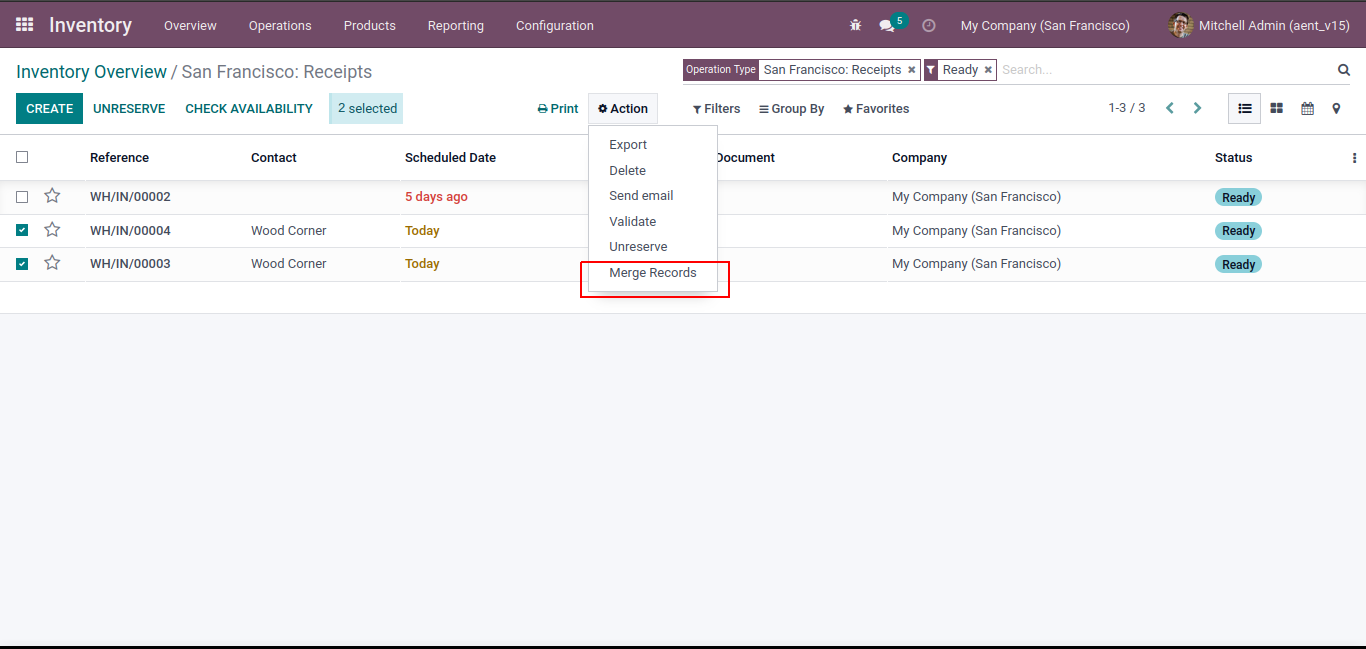 Inventory Overview Operations Products Reporting Configuration 5 My Company (San Francisco) Mitchell Admin (aent_v15)
Inventory Overview / San Francisco: Receipts Operation Type San Francisco: Receipts × Ready × Search...
CREATE UNRESERVE CHECK AVAILABILITY 2 selected Print Action Filters Group By Favorites 1-3 / 3
Reference Contact Scheduled Date Document Company Status
WH/IN/00002 5 days ago My Company (San Francisco) Ready
WH/IN/00004 Wood Corner Today My Company (San Francisco) Ready
WH/IN/00003 Wood Corner Today My Company (San Francisco) Ready
Export
Delete
Send email
Validate
Unreserve
Merge Records